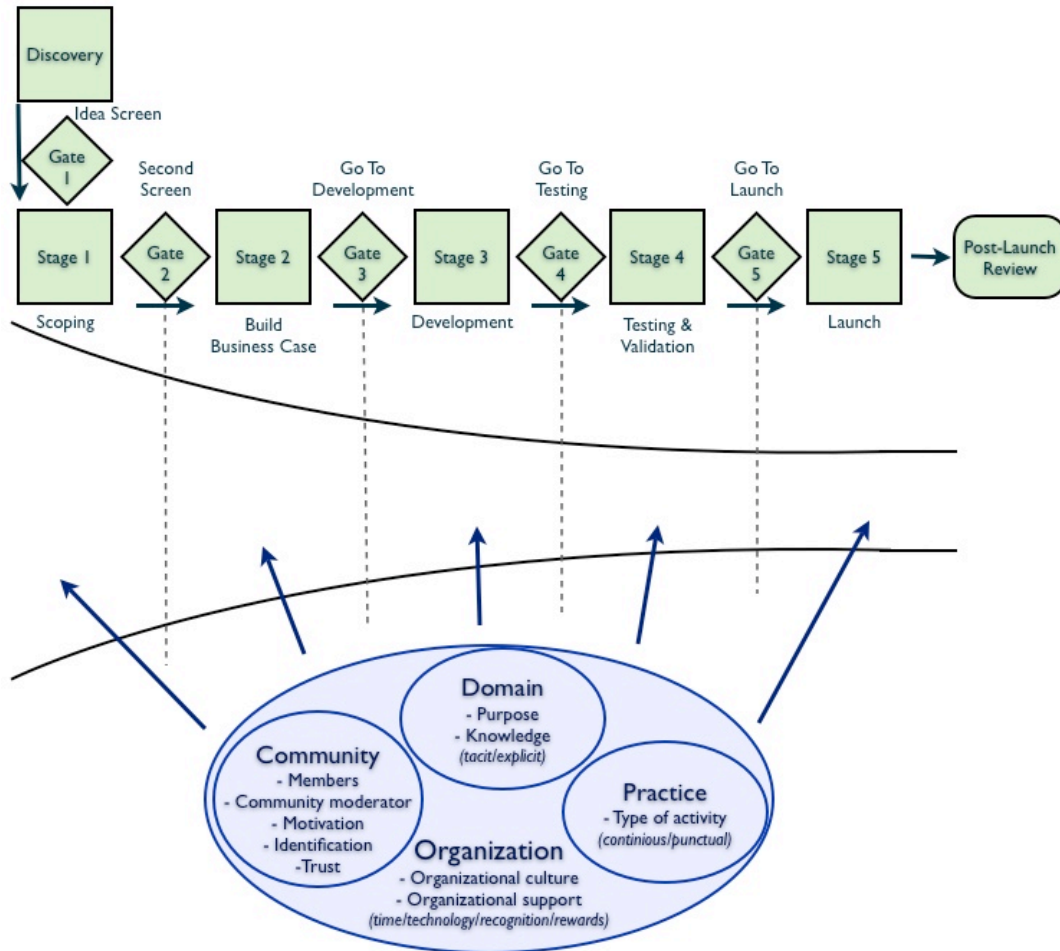 Discovery
Idea Screen
Gate
1
Second
Screen
Go To
Development
Go To
Testing
Go To
Launch
Stage 1
Gate
2
Stage 2
Gate
3
Stage 3
Gate
4
Stage 4
Gate
5
Stage 5
Post-Launch
Review
Scoping
Build
Business Case
Development
Testing &
Validation
Launch
Domain
- Purpose
- Knowledge
(tacit/explicit)
Community
- Members
- Community moderator
- Motivation
- Identification
-Trust
Practice
- Type of activity
(continious/punctual)
Organization
- Organizational culture
- Organizational support
(time/technology/recognition/rewards)